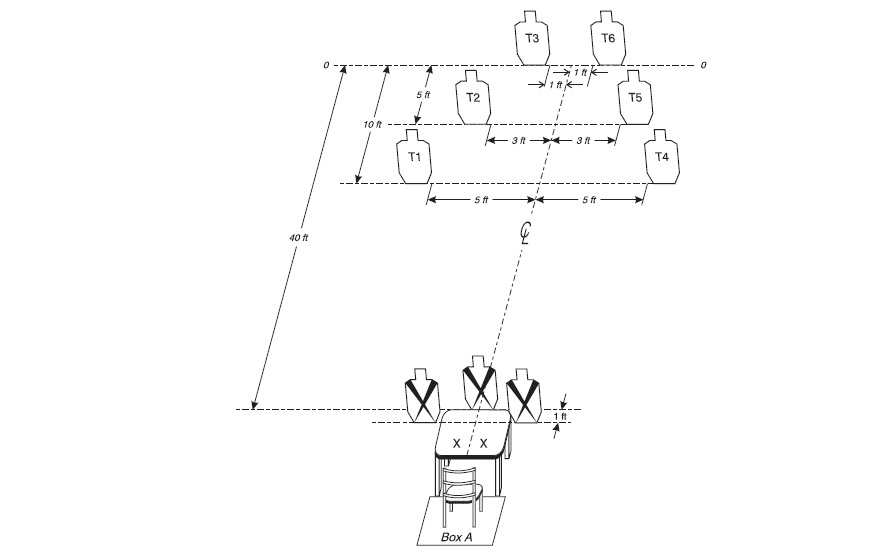 T3 T6
0 0
1 ft
1 ft
5 ft
T2 T5
10 ft
3 ft 3 ft
T1 T4
5 ft 5 ft
CL
40 ft
1 ft
X X
Box A